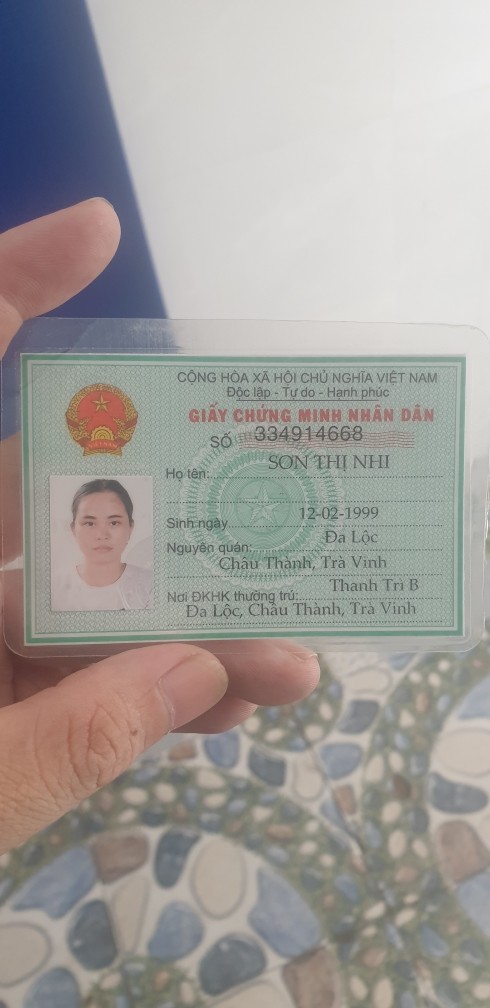 CỘNG HÒA XÃ HỘI CHỦ NGHĨA VIỆT NAM
Độc lập - Tự do - Hạnh phúc
GIẤY CHỨNG MINH NHÂN DÂN
SỐ 334914668
Họ tên: SƠN THỊ NHI
Sinh ngày 12-02-1999
Nguyên quán: Đa Lộc
Châu Thành, Trà Vinh
Nơi ĐKHK thường trú: Thanh Trì B
Đa Lộc, Châu Thành, Trà Vinh
VIỆT NAM